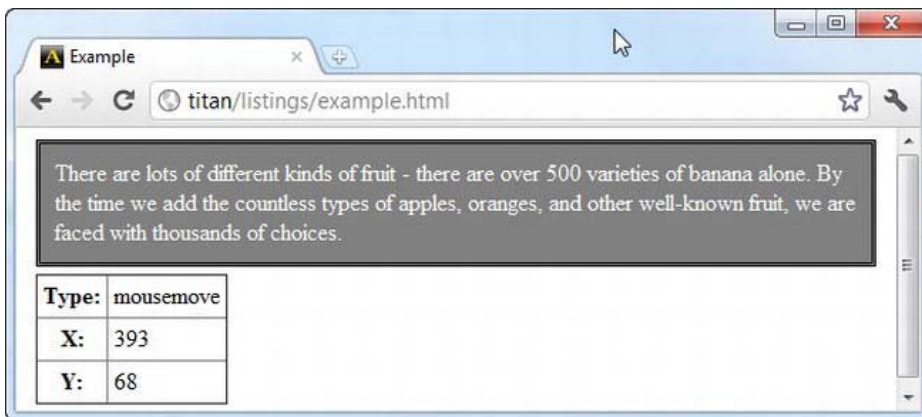 Example
titan/listings/example.html
There are lots of different kinds of fruit - there are over 500 varieties of banana alone. By
the time we add the countless types of apples, oranges, and other well-known fruit, we are
faced with thousands of choices.
Type: mousemove
X: 393
Y: 68